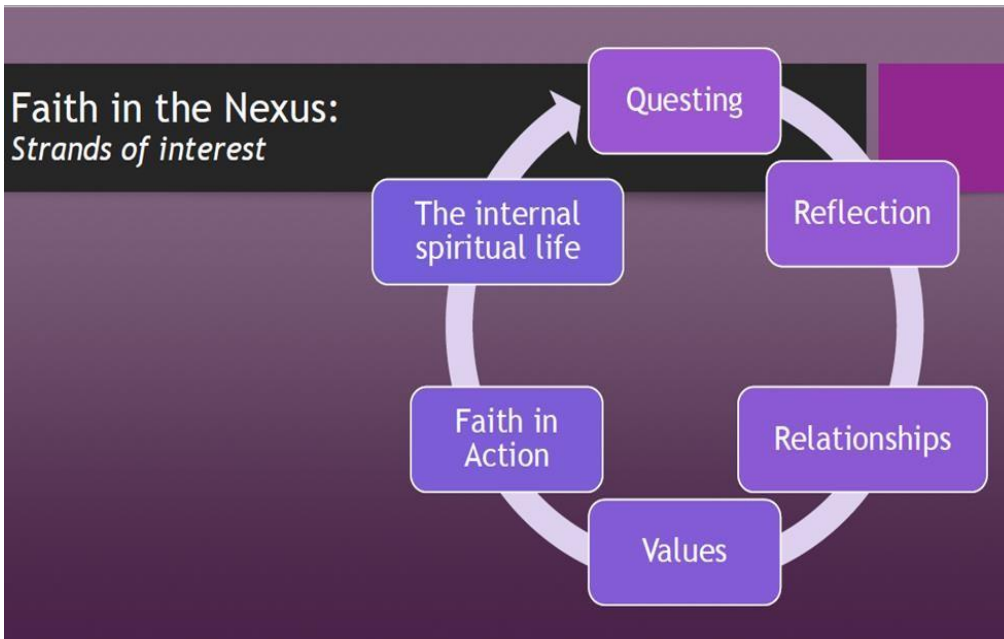 Faith in the Nexus:
Strands of interest
Questing
Reflection
Relationships
Values
Faith in
Action
The internal
spiritual life